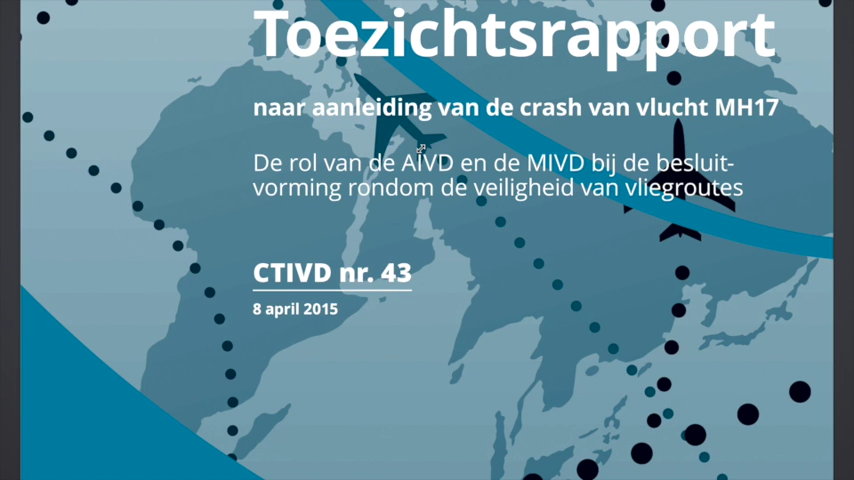 Toezichtsrapport
naar aanleiding van de crash van vlucht MH17
De rol van de AIVD en de MIVD bij de besluit-
vorming rondom de veiligheid van vliegroutes
CTIVD nr. 43
8 april 2015